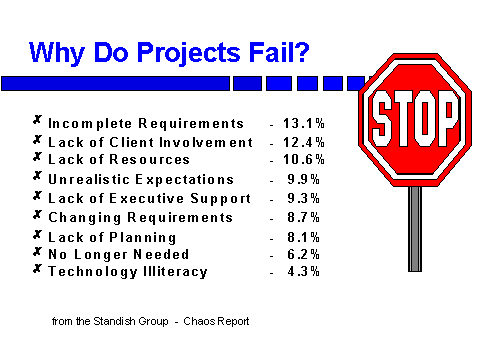 Why Do Projects Fail?
STOP
✗ Incomplete Requirements - 13.1%
✗ Lack of Client Involvement - 12.4%
✗ Lack of Resources - 10.6%
✗ Unrealistic Expectations - 9.9%
✗ Lack of Executive Support - 9.3%
✗ Changing Requirements - 8.7%
✗ Lack of Planning - 8.1%
✗ No Longer Needed - 6.2%
✗ Technology Illiteracy - 4.3%
from the Standish Group - Chaos Report